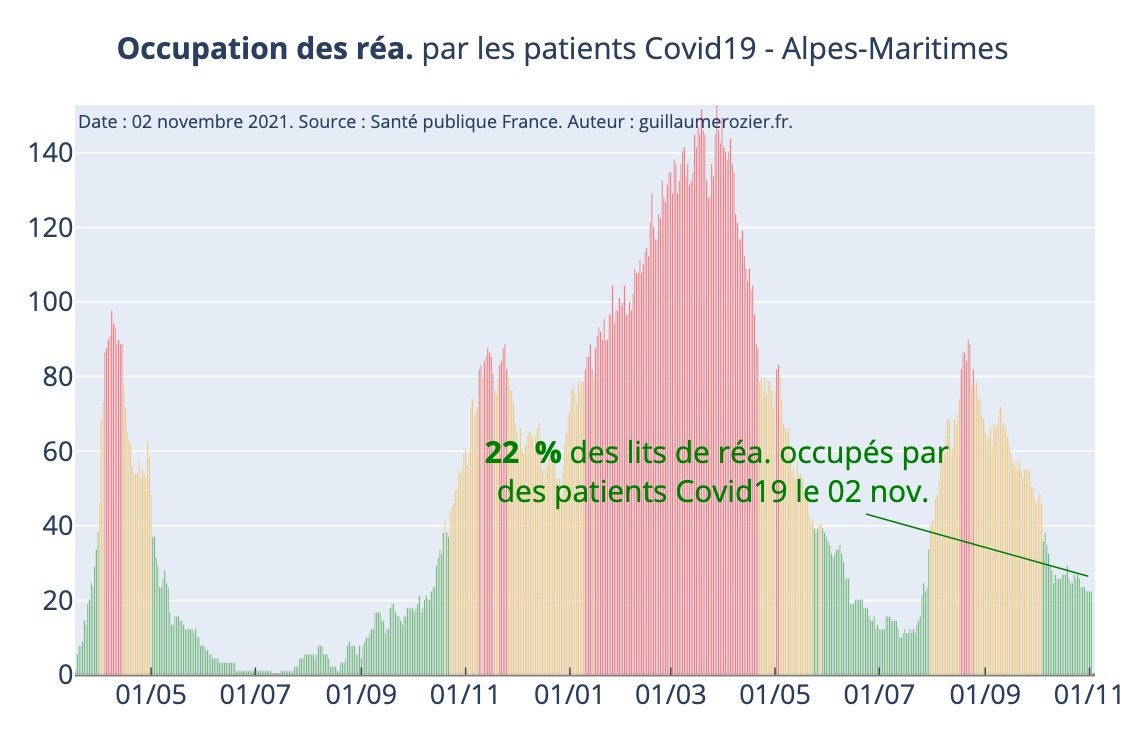 Occupation des réa. par les patients Covid19 - Alpes-Maritimes
Date : 02 novembre 2021. Source : Santé publique France. Auteur : guillaumerozier.fr.
140
120
100
80
60
40
20
0
22 % des lits de réa. occupés par
des patients Covid19 le 02 nov.
01/05 01/07 01/09 01/11 01/01 01/03 01/05 01/07 01/09 01/11